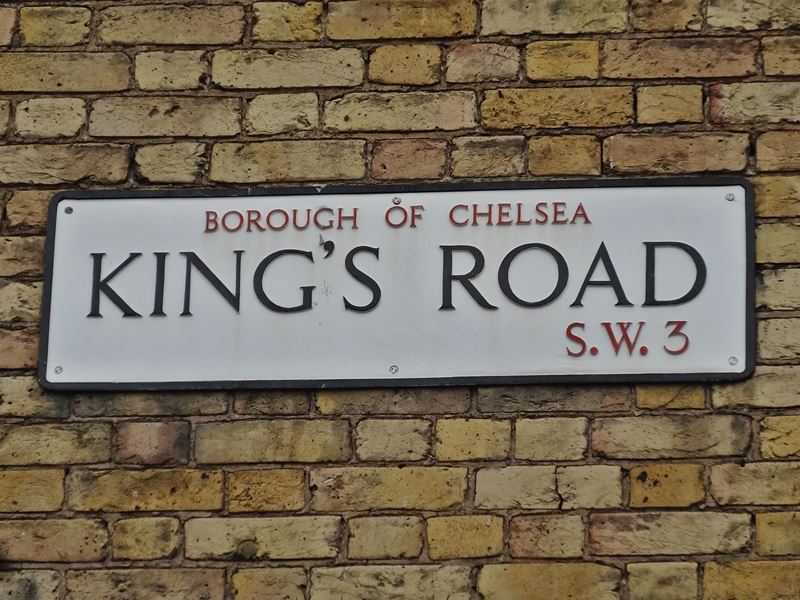 BOROUGH OF CHELSEA
KING'S ROAD
S.W. 3